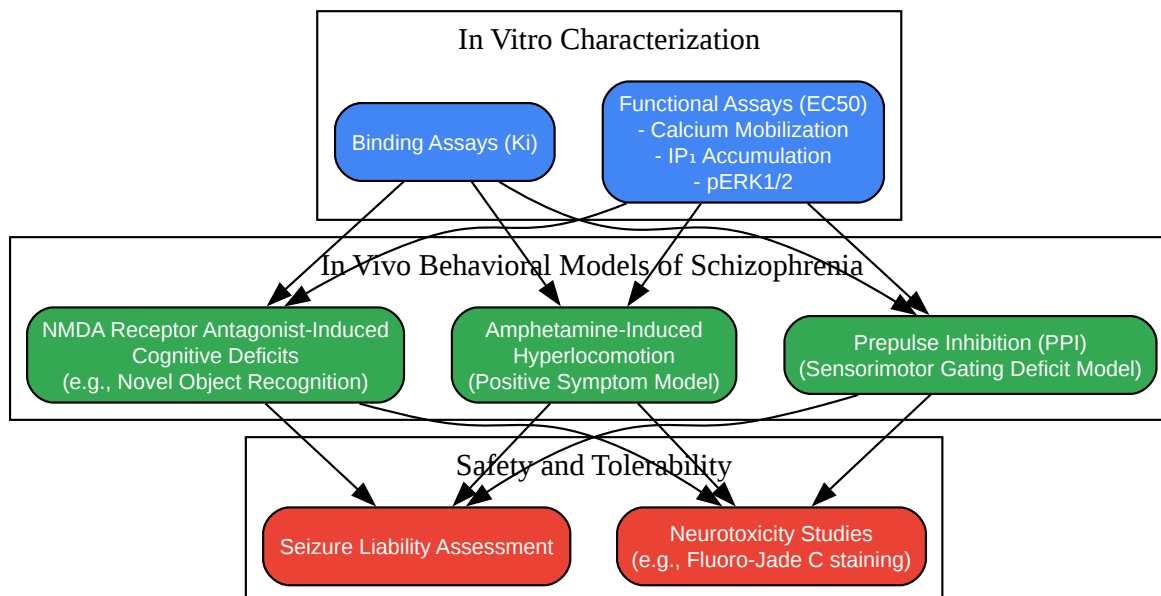 In Vitro Characterization
Binding Assays (Ki)
Functional Assays (EC50)
- Calcium Mobilization
- IP₁ Accumulation
- pERK1/2
In Vivo Behavioral Models of Schizophrenia
NMDA Receptor Antagonist-Induced
Cognitive Deficits
(e.g., Novel Object Recognition)
Amphetamine-Induced
Hyperlocomotion
(Positive Symptom Model)
Prepulse Inhibition (PPI)
(Sensorimotor Gating Deficit Model)
Safety and Tolerability
Seizure Liability Assessment
Neurotoxicity Studies
(e.g., Fluoro-Jade C staining)